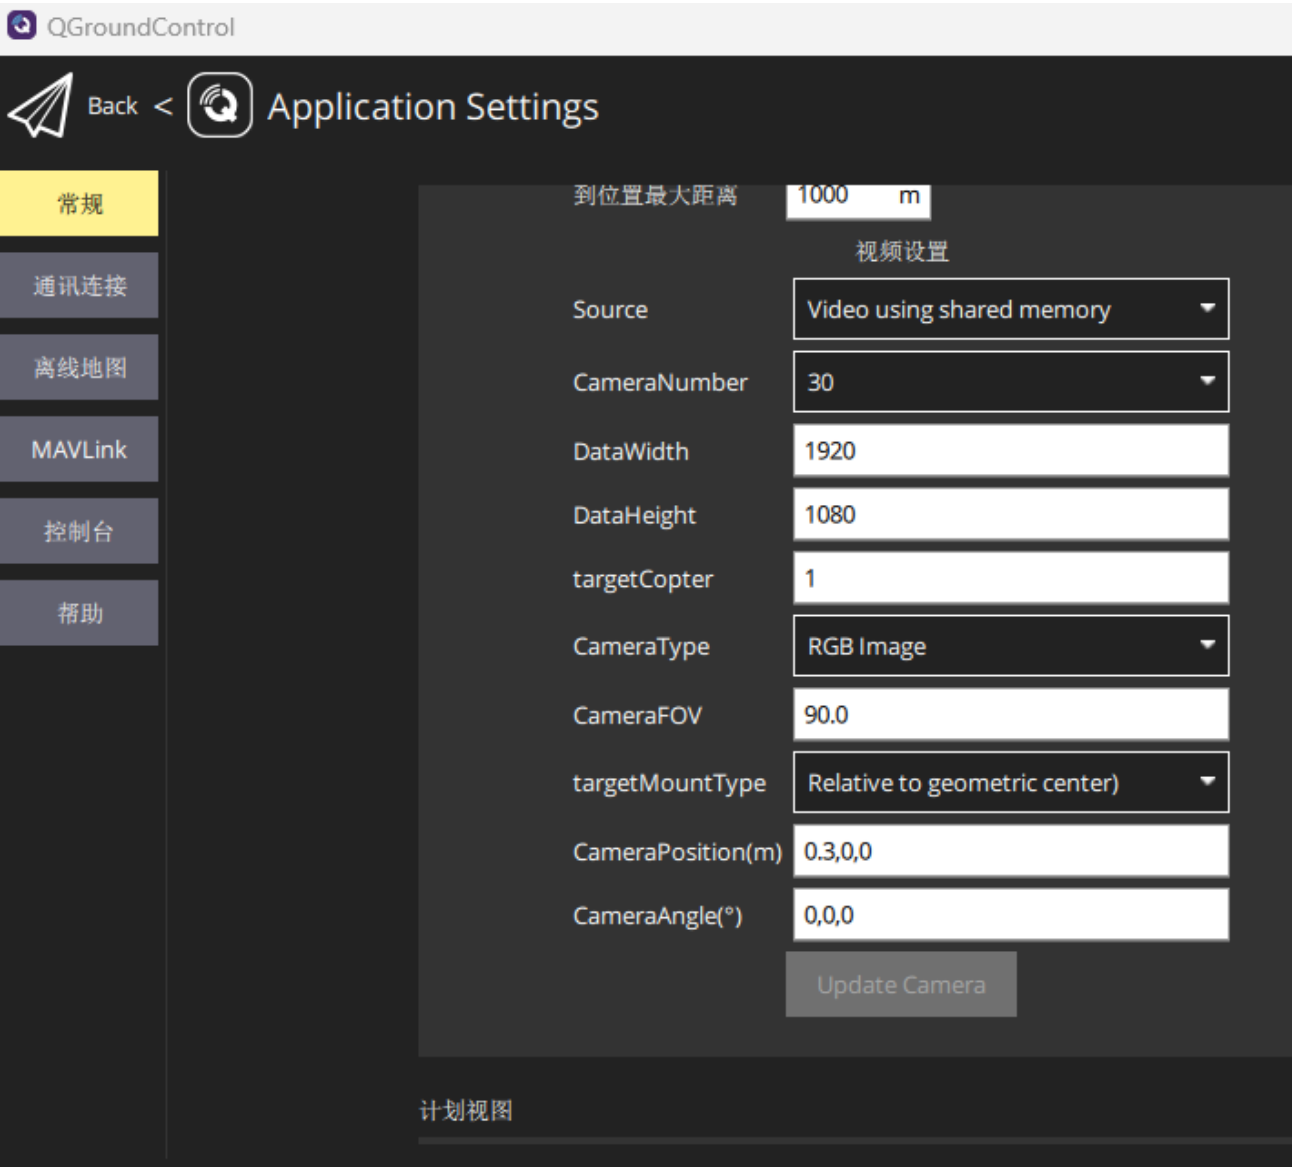 QGroundControl
Back < Application Settings
常规
通讯连接
离线地图
MAVLink
控制台
帮助
到位置最大距离 1000 m
视频设置
Source Video using shared memory
CameraNumber 30
DataWidth 1920
DataHeight 1080
targetCopter 1
CameraType RGB Image
CameraFOV 90.0
targetMountType Relative to geometric center)
CameraPosition(m) 0.3,0,0
CameraAngle(°) 0,0,0
Update Camera
计划视图